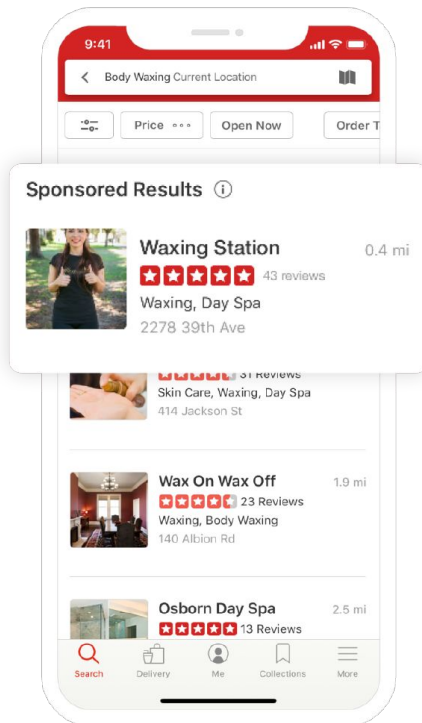 9:41
Body Waxing Current Location
Price
Open Now
Order T
Sponsored Results
Waxing Station
0.4 mi
43 reviews
Waxing, Day Spa
2278 39th Ave
31 Reviews
Skin Care, Waxing, Day Spa
414 Jackson St
Wax On Wax Off
1.9 mi
23 Reviews
Waxing, Body Waxing
140 Albion Rd
Osborn Day Spa
2.5 mi
13 Reviews
Search
Delivery
Me
Collections
More